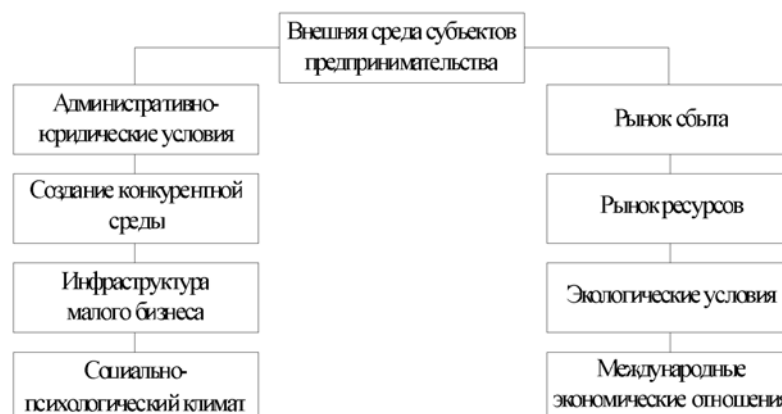 Внешняя среда субъектов
предпринимательства
Административно-
юридические условия
Создание конкурентной
среды
Инфраструктура
малого бизнеса
Социально-
психологический климат
Рынок сбыта
Рынок ресурсов
Экологические условия
Международные
экономические отношения